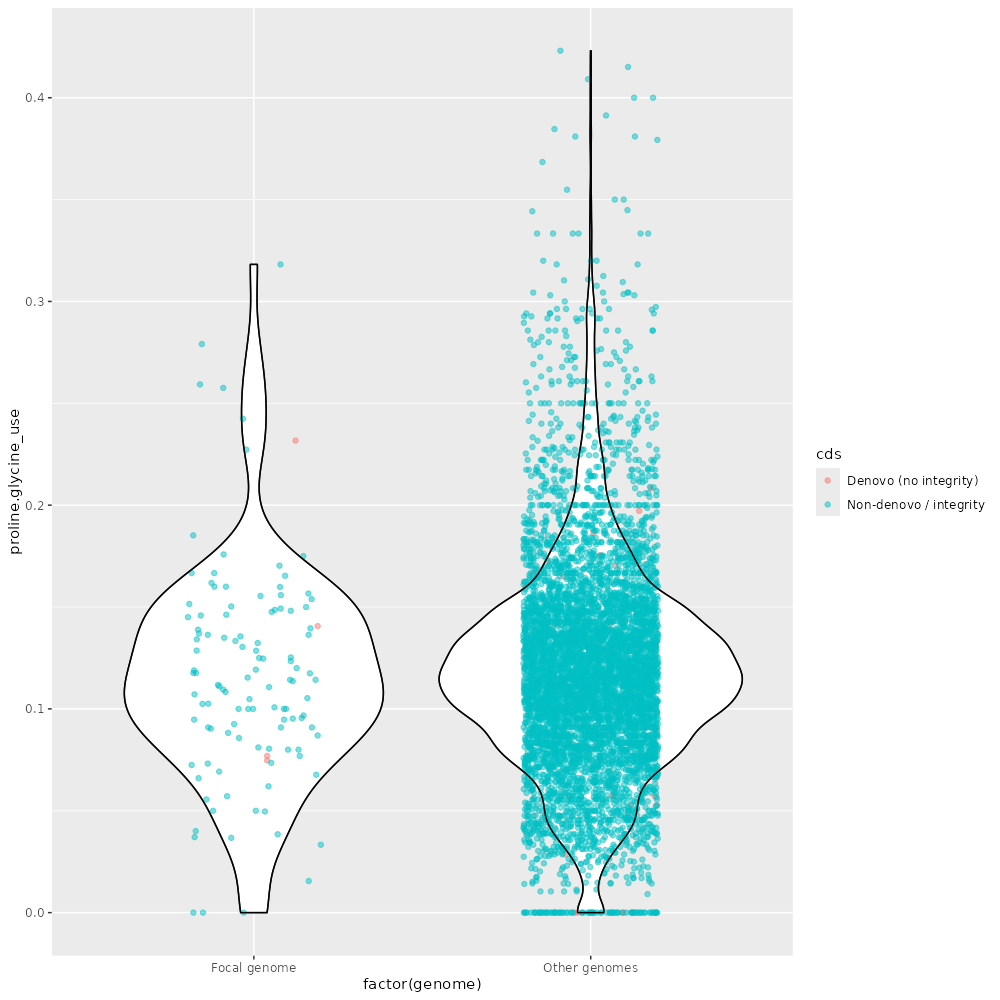 0.4
0.3
0.2
0.1
0.0
proline.glycine_use
Focal genome
Other genomes
factor(genome)
cds
Denovo (no integrity)
Non-denovo / integrity